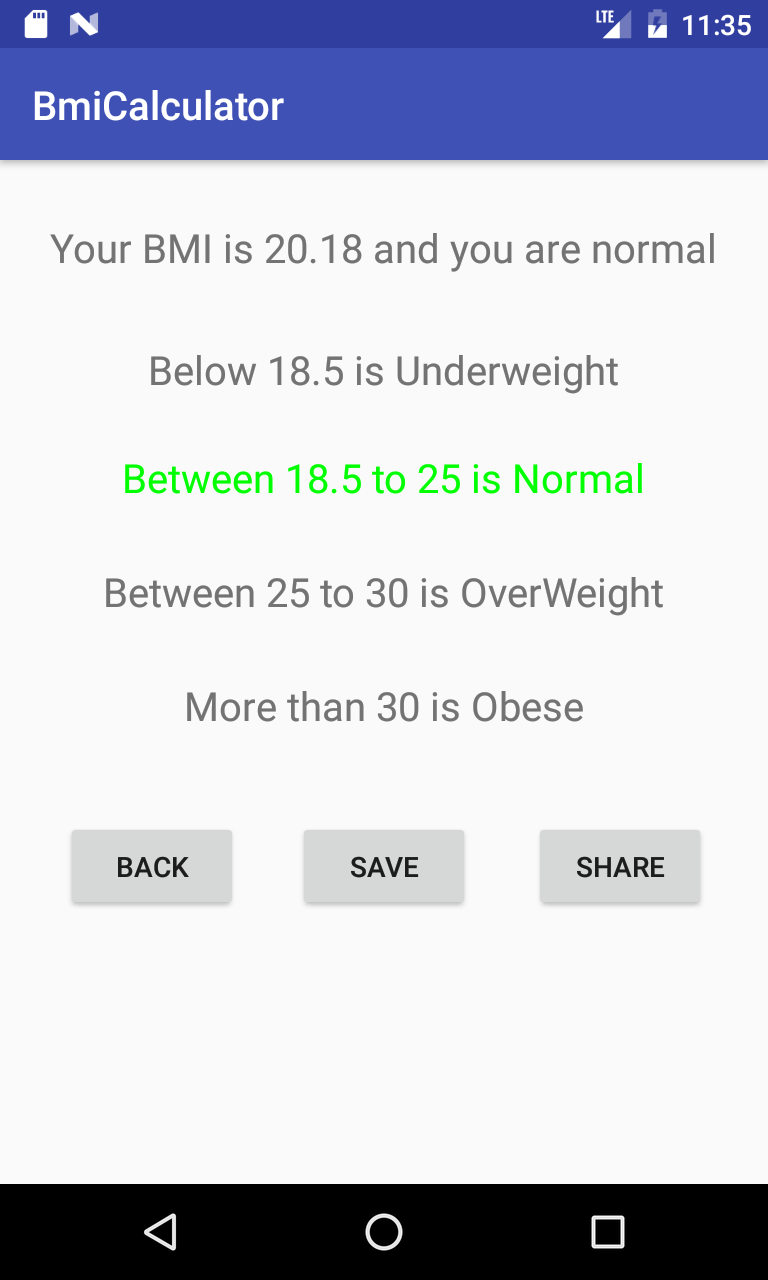 LTE 11:35
BmiCalculator
Your BMI is 20.18 and you are normal
Below 18.5 is Underweight
Between 18.5 to 25 is Normal
Between 25 to 30 is OverWeight
More than 30 is Obese
BACK SAVE SHARE